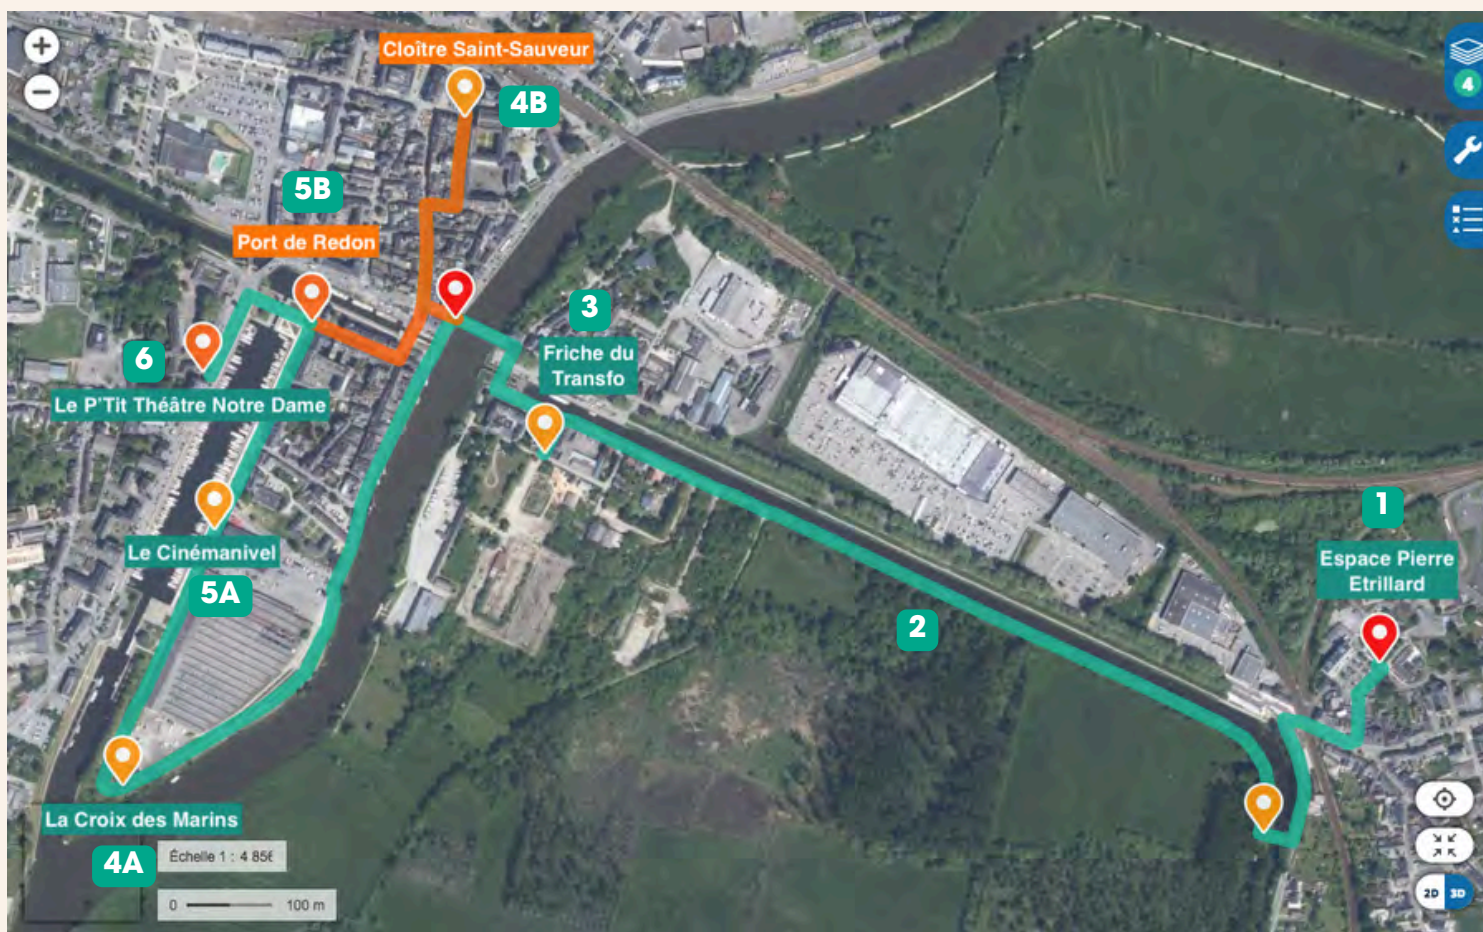 Cloître Saint-Sauveur
4B
4
5B
Port de Redon
3
Friche du
Transfo
6
Le P'Tit Théâtre Notre Dame
1
Espace Pierre
Etrillard
Le Cinémanivel
5A
2
La Croix des Marins
4A
Échelle 1 : 4 856
0 100 m
2D 3D